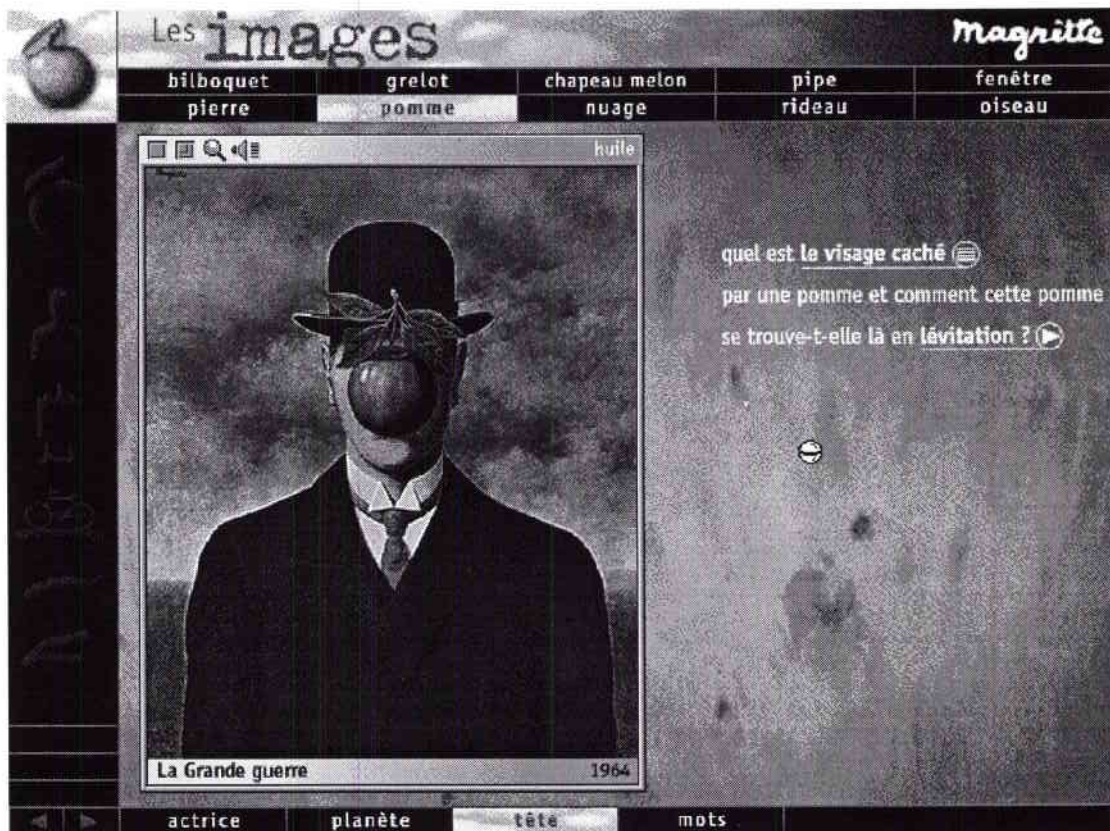 Les images
magritte
bilboquet grelot chapeau melon pipe fenêtre
pierre pomme nuage rideau oiseau
huile
quel est le visage caché
par une pomme et comment cette pomme
se trouve-t-elle là en lévitation ?
La Grande guerre 1964
actrice planète tête mots